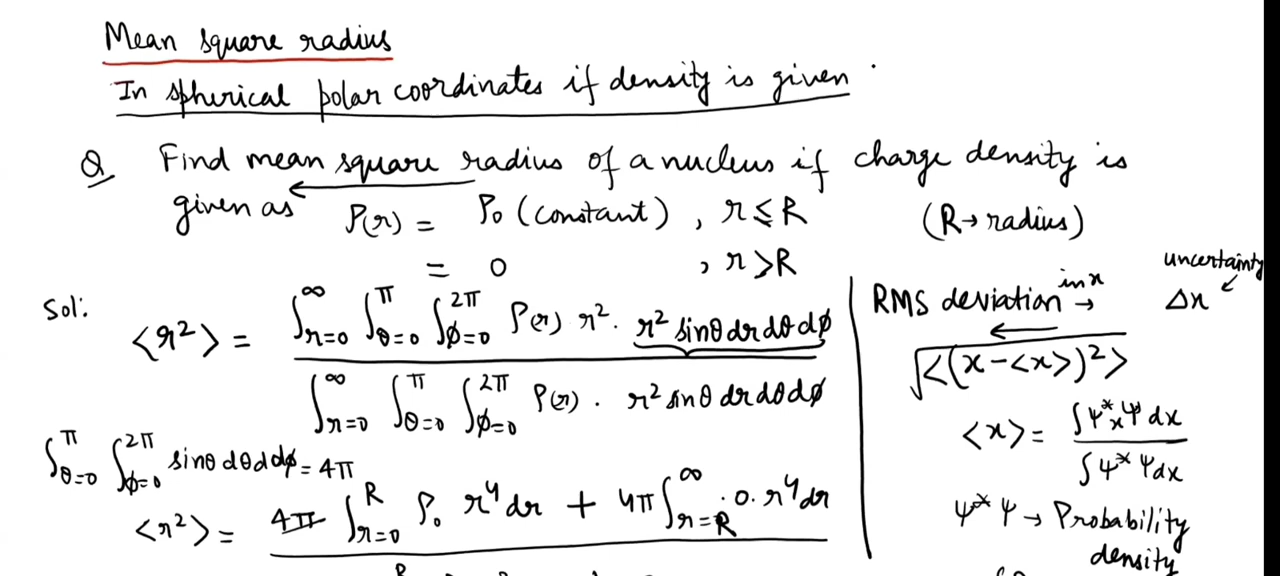 Mean square radius
In spherical polar coordinates if density is given
Q Find mean square radius of a nucleus if charge density is
given as ρ(r) = ρ₀ (constant) , r ≤ R (R → radius)
= 0 , r > R
Sol:
<r²> = ∫_{r=0}^{∞} ∫_{θ=0}^{π} ∫_{ϕ=0}^{2π} ρ(r) r² . r² sinθ dr dθ dϕ
∫_{r=0}^{∞} ∫_{θ=0}^{π} ∫_{ϕ=0}^{2π} ρ(r) . r² sinθ dr dθ dϕ
∫_{θ=0}^{π} ∫_{ϕ=0}^{2π} sinθ dθ d dϕ = 4π
<r²> = 4π ∫_{r=0}^{R} ρ₀ r⁴ dr + 4π ∫_{r=R}^{∞} . 0. r⁴ dr
uncertainty
RMS deviation in x → Δx
√<(x - <x>)²>
<x> = ∫ψ* x ψ dx
∫ψ* ψ dx
ψ* ψ → Probability
density